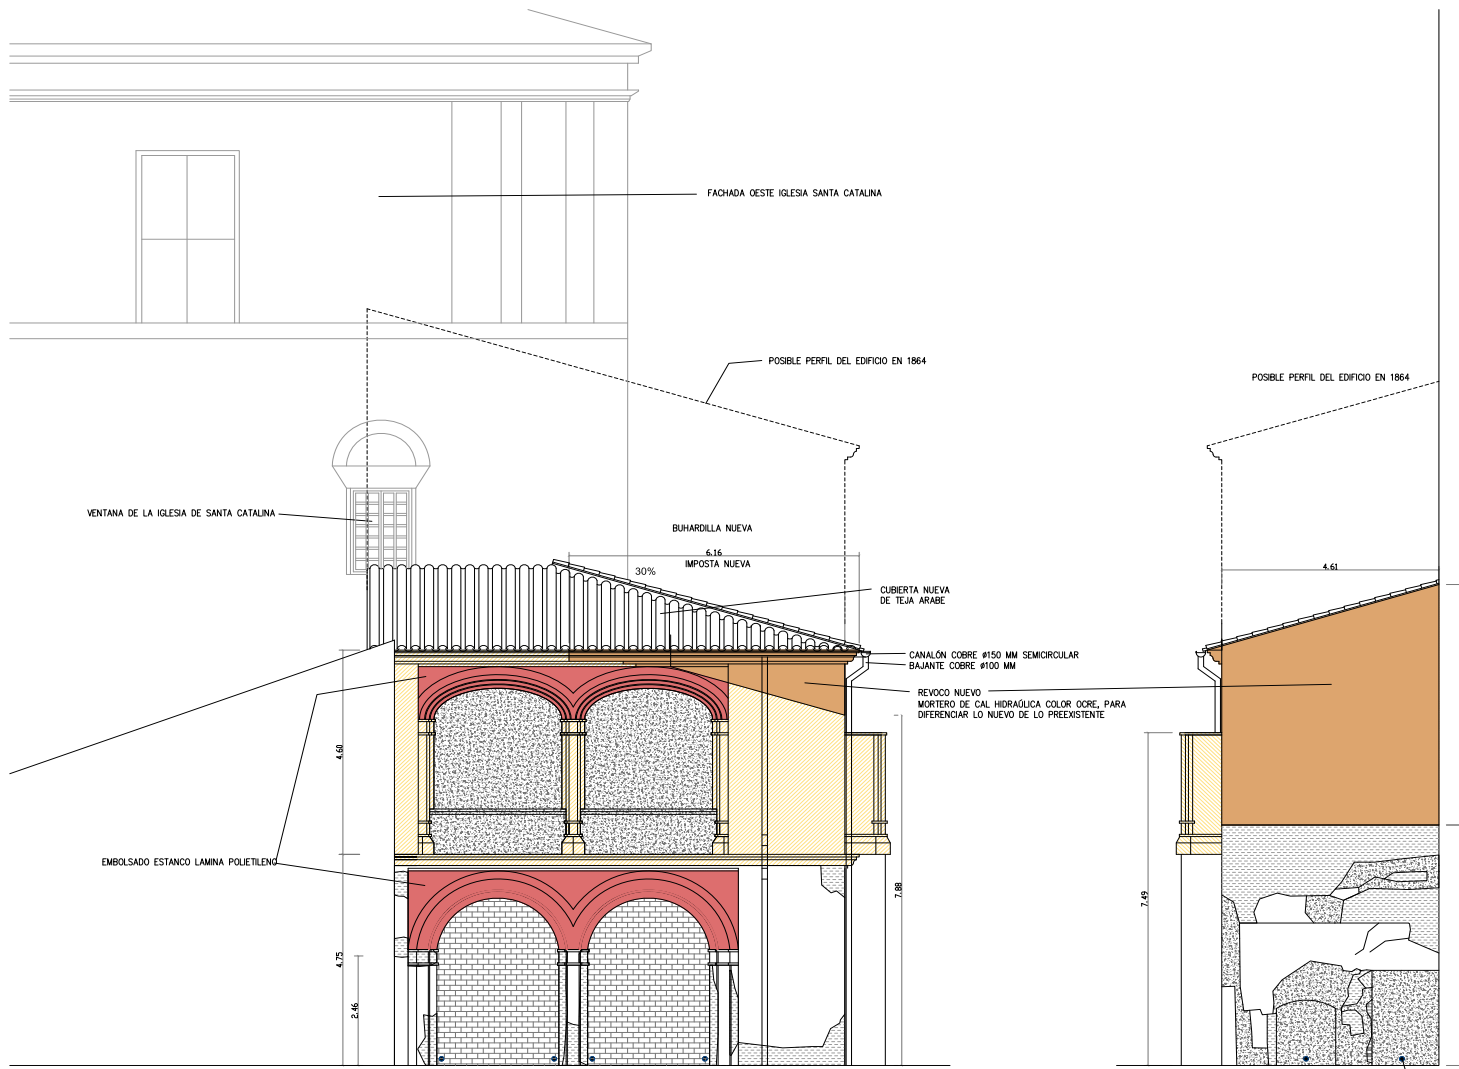 FACHADA OESTE IGLESIA SANTA CATALINA
POSIBLE PERFIL DEL EDIFICIO EN 1864
POSIBLE PERFIL DEL EDIFICIO EN 1864
VENTANA DE LA IGLESIA DE SANTA CATALINA
BUHARDILLA NUEVA
6.16
IMPOSTA NUEVA
30%
4.61
CUBIERTA NUEVA
DE TEJA ARABE
CANALÓN COBRE ø150 MM SEMICIRCULAR
BAJANTE COBRE ø100 MM
REVOCO NUEVO
MORTERO DE CAL HIDRAÚLICA COLOR OCRE, PARA
DIFERENCIAR LO NUEVO DE LO PREEXISTENTE
4.60
EMBOLSADO ESTANCO LAMINA POLIETILENO
7.88
7.49
4.75
2.46